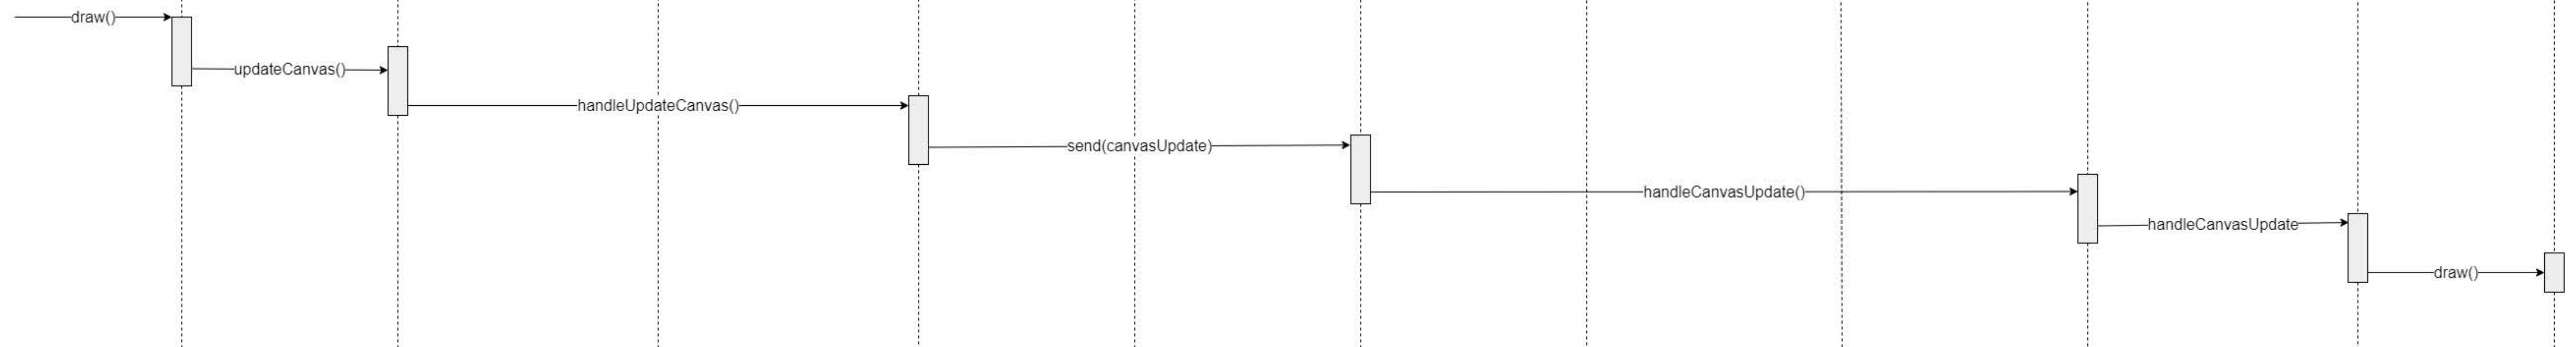 draw()
updateCanvas()
handleUpdateCanvas()
send(canvasUpdate)
handleCanvasUpdate()
handleCanvasUpdate
draw()